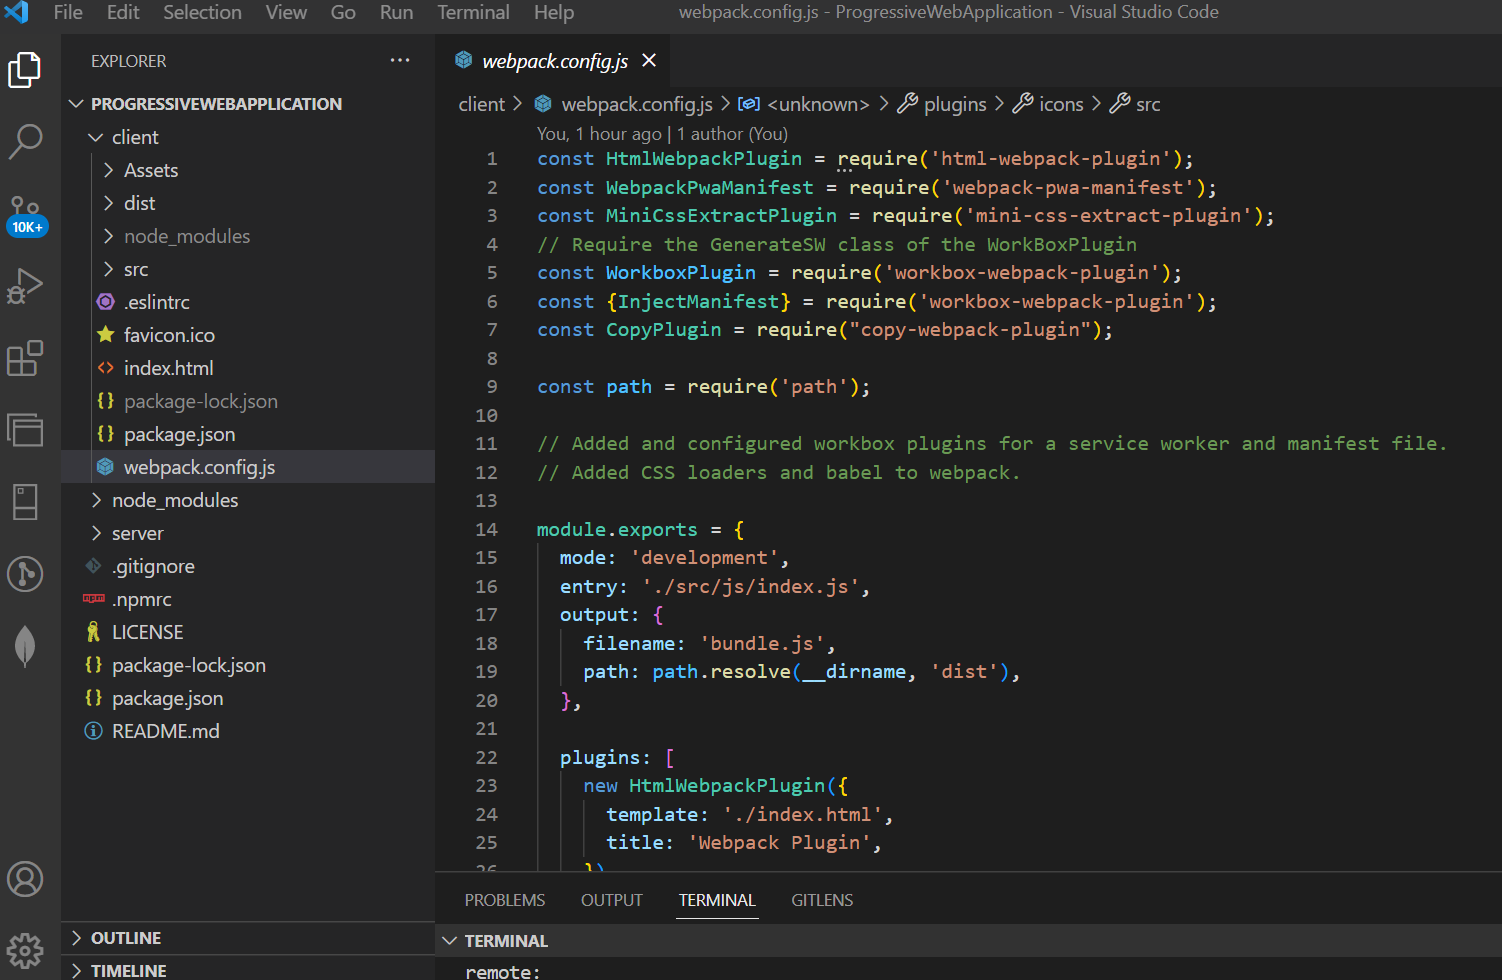 File Edit Selection View Go Run Terminal Help webpack.config.js - ProgressiveWebApplication - Visual Studio Code
EXPLORER
PROGRESSIVEWEBAPPLICATION
client
Assets
dist
node_modules
src
.eslintrc
favicon.ico
index.html
package-lock.json
package.json
webpack.config.js
node_modules
server
.gitignore
npm .npmrc
LICENSE
package-lock.json
package.json
README.md
OUTLINE
TIMELINE
10K+
webpack.config.js
client > webpack.config.js > <unknown> > plugins > icons > src
You, 1 hour ago | 1 author (You)
1 const HtmlWebpackPlugin = require('html-webpack-plugin');
2 const WebpackPwaManifest = require('webpack-pwa-manifest');
3 const MiniCssExtractPlugin = require('mini-css-extract-plugin');
4 // Require the GenerateSW class of the WorkBoxPlugin
5 const WorkboxPlugin = require('workbox-webpack-plugin');
6 const {InjectManifest} = require('workbox-webpack-plugin');
7 const CopyPlugin = require("copy-webpack-plugin");
8
9 const path = require('path');
10
11 // Added and configured workbox plugins for a service worker and manifest file.
12 // Added CSS loaders and babel to webpack.
13
14 module.exports = {
15 mode: 'development',
16 entry: './src/js/index.js',
17 output: {
18 filename: 'bundle.js',
19 path: path.resolve(__dirname, 'dist'),
20 },
21
22 plugins: [
23 new HtmlWebpackPlugin({
24 template: './index.html',
25 title: 'Webpack Plugin',
26 })
PROBLEMS OUTPUT TERMINAL GITLENS
TERMINAL
remote: